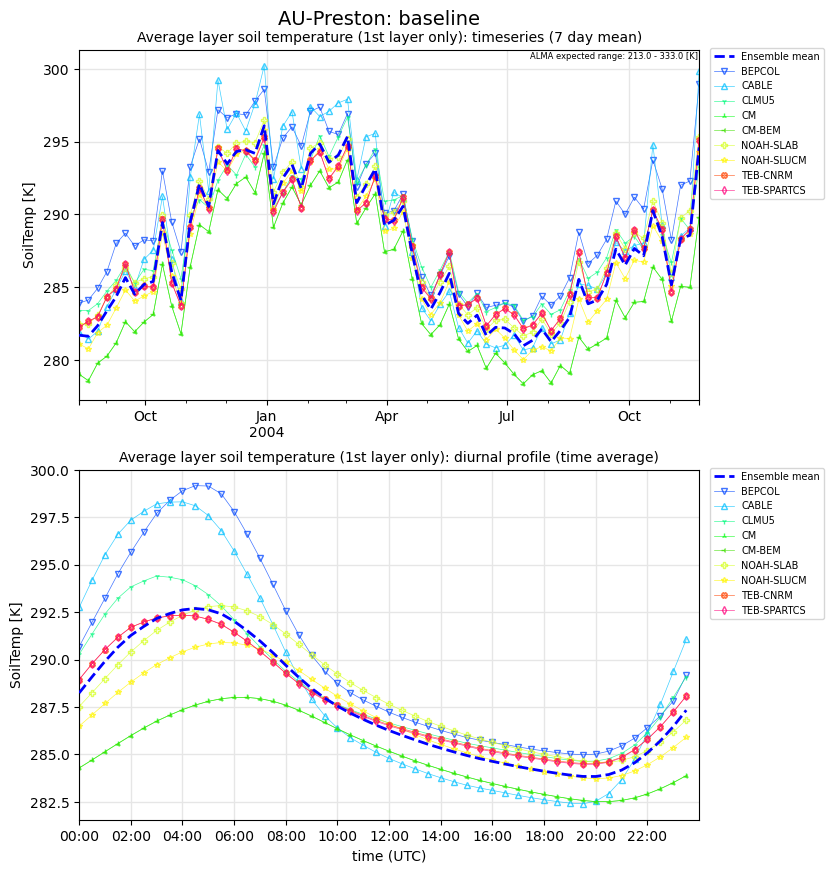 AU-Preston: baseline
Average layer soil temperature (1st layer only): timeseries (7 day mean)
ALMA expected range: 213.0 - 333.0 [K]
300
295
290
285
280
SoilTemp [K]
Oct
Jan
2004
Apr
Jul
Oct
Ensemble mean
BEPCOL
CABLE
CLMU5
CM
CM-BEM
NOAH-SLAB
NOAH-SLUCM
TEB-CNRM
TEB-SPARTCS
Average layer soil temperature (1st layer only): diurnal profile (time average)
300.0
297.5
295.0
292.5
290.0
287.5
285.0
282.5
SoilTemp [K]
00:00
02:00
04:00
06:00
08:00
10:00
12:00
14:00
16:00
18:00
20:00
22:00
time (UTC)
Ensemble mean
BEPCOL
CABLE
CLMU5
CM
CM-BEM
NOAH-SLAB
NOAH-SLUCM
TEB-CNRM
TEB-SPARTCS